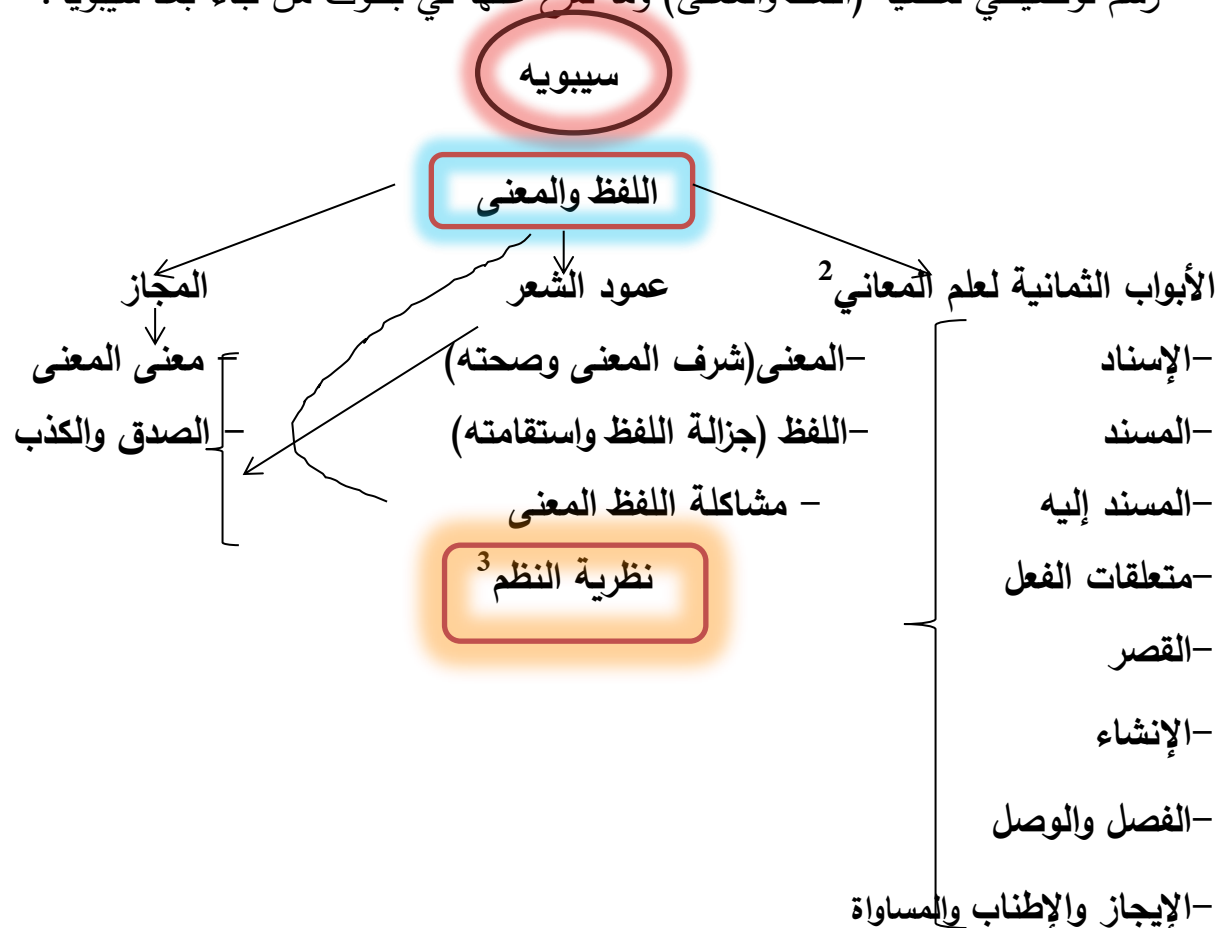 سيبويه
اللفظ والمعنى
الأبواب الثمانية لعلم المعاني2
عمود الشعر
المجاز
-الإسناد
-المعنى(شرف المعنى وصحته)
- معنى المعنى
-المسند
-اللفظ (جزالة اللفظ واستقامته)
- الصدق والكذب
-المسند إليه
- مشاكلة اللفظ المعنى
-متعلقات الفعل
نظرية النظم3
-القصر
-الإنشاء
-الفصل والوصل
-الإيجاز والإطناب والمساواة